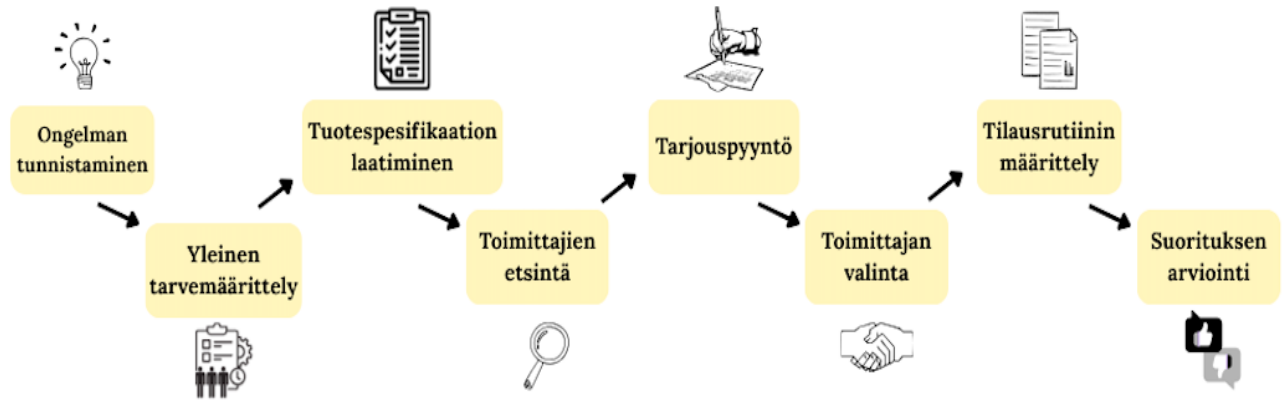 Ongelman
tunnistaminen
Yleinen
tarvemäärittely
Tuotespesifikaation
laatiminen
Toimittajien
etsintä
Tarjouspyyntö
Toimittajan
valinta
Tilausrutiinin
määrittely
Suorituksen
arviointi